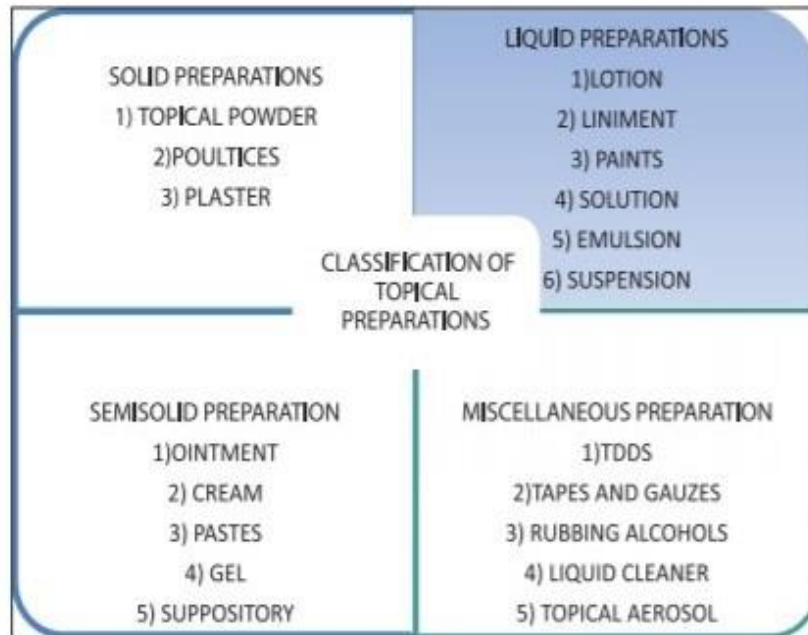 SOLID PREPARATIONS
1) TOPICAL POWDER
2)POULTICES
3) PLASTER
LIQUID PREPARATIONS
1)LOTION
2) LINIMENT
3) PAINTS
4) SOLUTION
5) EMULSION
6) SUSPENSION
CLASSIFICATION OF
TOPICAL
PREPARATIONS
SEMISOLID PREPARATION
1)OINTMENT
2) CREAM
3) PASTES
4) GEL
5) SUPPOSITORY
MISCELLANEOUS PREPARATION
1)TDDS
2)TAPES AND GAUZES
3) RUBBING ALCOHOLS
4) LIQUID CLEANER
5) TOPICAL AEROSOL